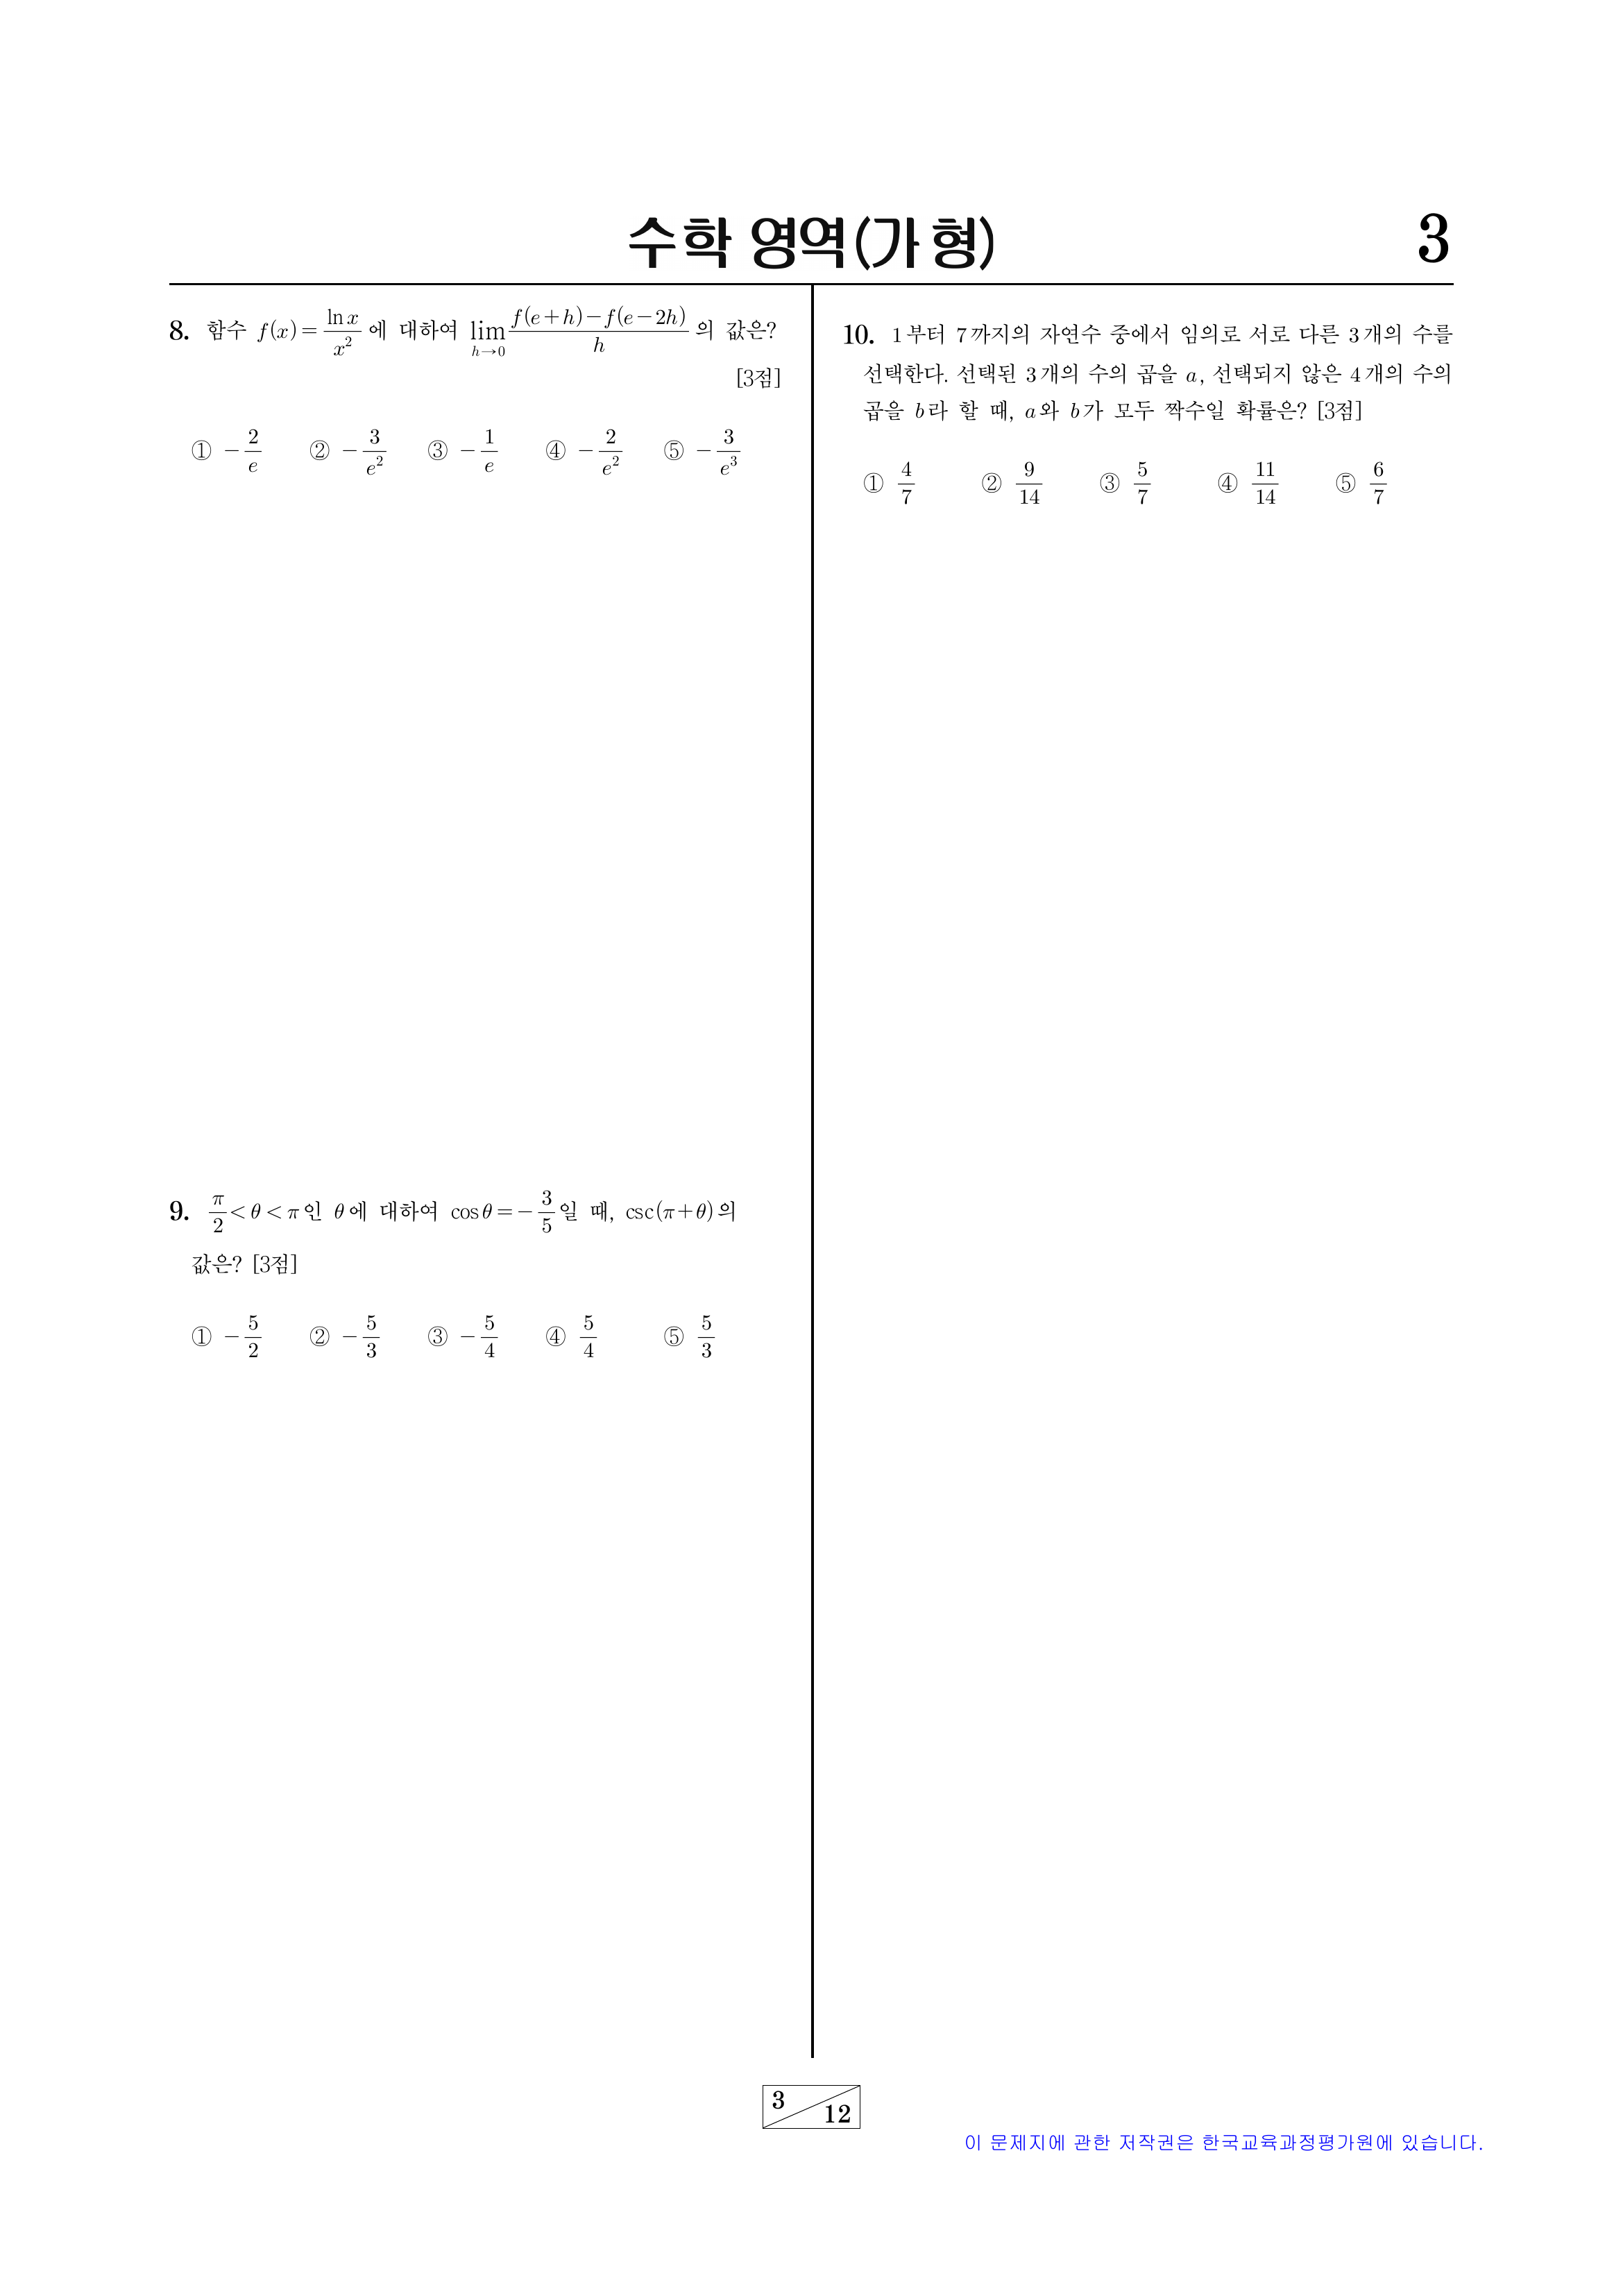 수학 영역(가 형)
3
8. 함수 f(x)=\frac{\ln x}{x^2}에 대하여 \lim_{h→0}\frac{f(e+h)-f(e-2h)}{h}의 값은?
[3점]
① -\frac{2}{e} ② -\frac{3}{e^2} ③ -\frac{1}{e} ④ -\frac{2}{e^2} ⑤ -\frac{3}{e^3}
9. \frac{π}{2}<θ<π인 θ에 대하여 cosθ=-\frac{3}{5}일 때, csc(π+θ)의
값은? [3점]
① -\frac{5}{2} ② -\frac{5}{3} ③ -\frac{5}{4} ④ \frac{5}{4} ⑤ \frac{5}{3}
10. 1부터 7까지의 자연수 중에서 임의로 서로 다른 3개의 수를
선택한다. 선택된 3개의 수의 곱을 a, 선택되지 않은 4개의 수의
곱을 b라 할 때, a와 b가 모두 짝수일 확률은? [3점]
① \frac{4}{7} ② \frac{9}{14} ③ \frac{5}{7} ④ \frac{11}{14} ⑤ \frac{6}{7}
3
12
이 문제지에 관한 저작권은 한국교육과정평가원에 있습니다.